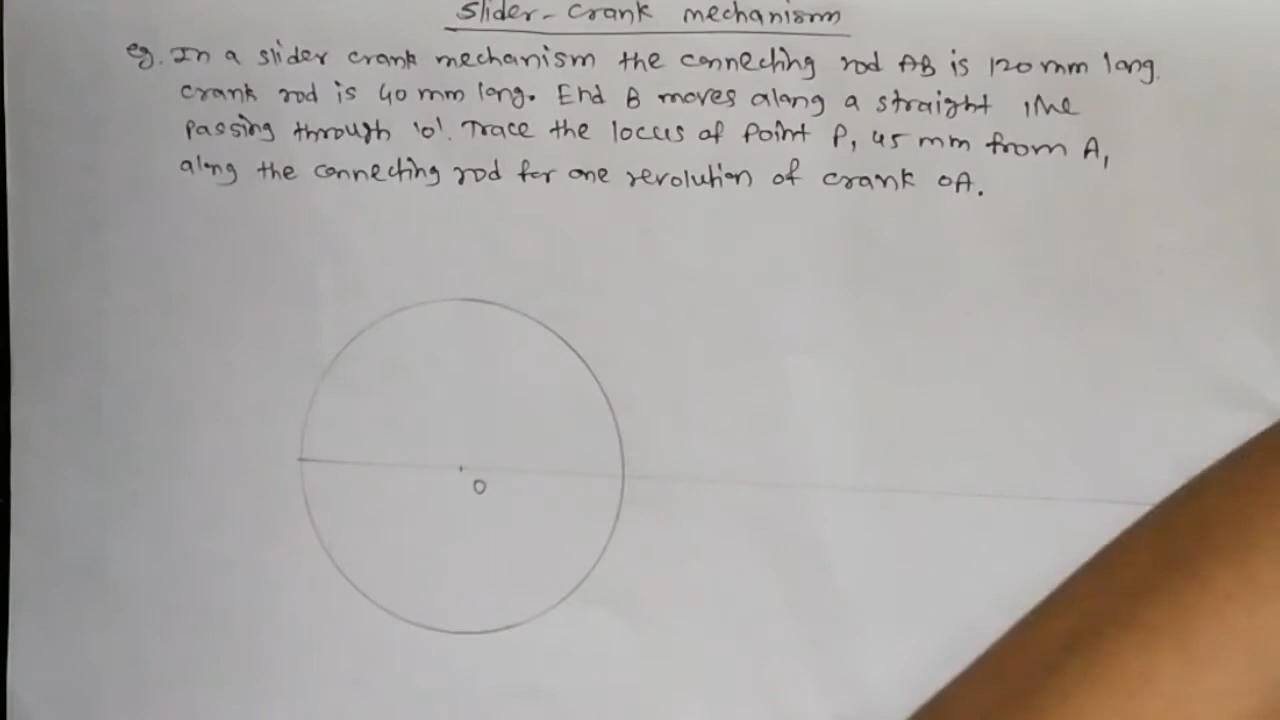 Slider-Crank mechanism
eg. In a slider crank mechanism the connecting rod AB is 120 mm long.
crank rod is 40 mm long. End B moves along a straight line
passing through 'O'. Trace the locus of point P, 45 mm from A,
along the connecting rod for one revolution of crank OA.
O